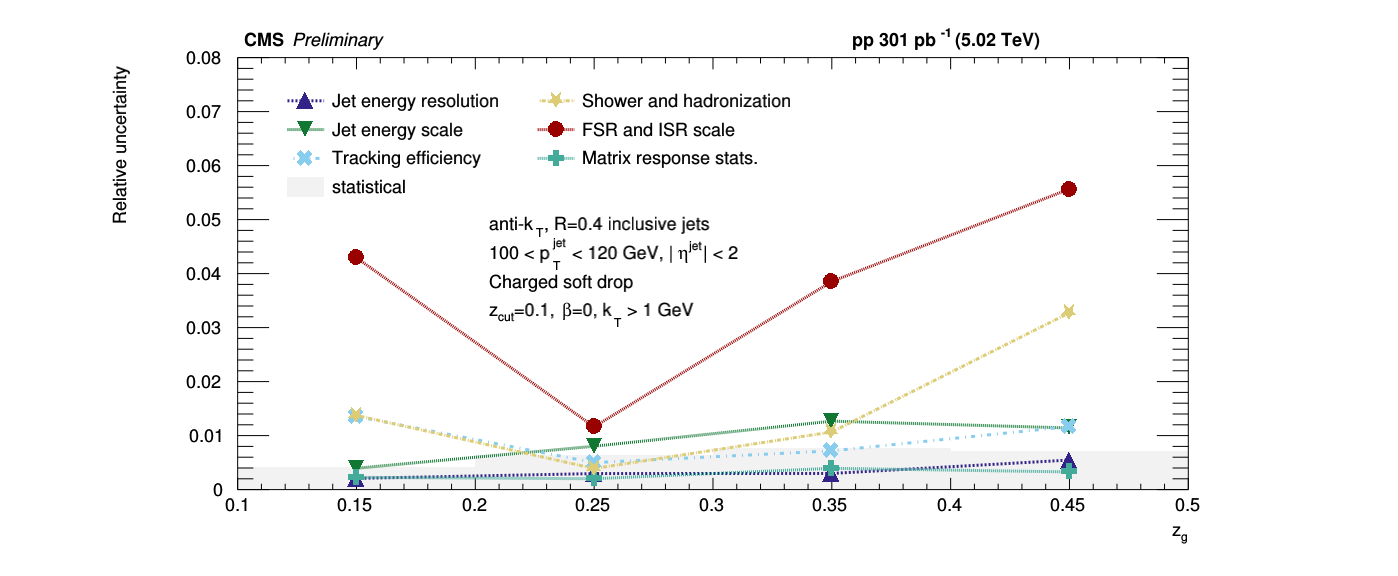 CMS Preliminary
pp 301 pb⁻¹ (5.02 TeV)
Relative uncertainty
0.08
0.07
0.06
0.05
0.04
0.03
0.02
0.01
0
Jet energy resolution
Jet energy scale
Tracking efficiency
statistical
Shower and hadronization
FSR and ISR scale
Matrix response stats.
anti-k_T, R=0.4 inclusive jets
100 < p_T^jet < 120 GeV, | η^jet| < 2
Charged soft drop
z_cut=0.1, β=0, k_T > 1 GeV
0.1 0.15 0.2 0.25 0.3 0.35 0.4 0.45 0.5
z_g